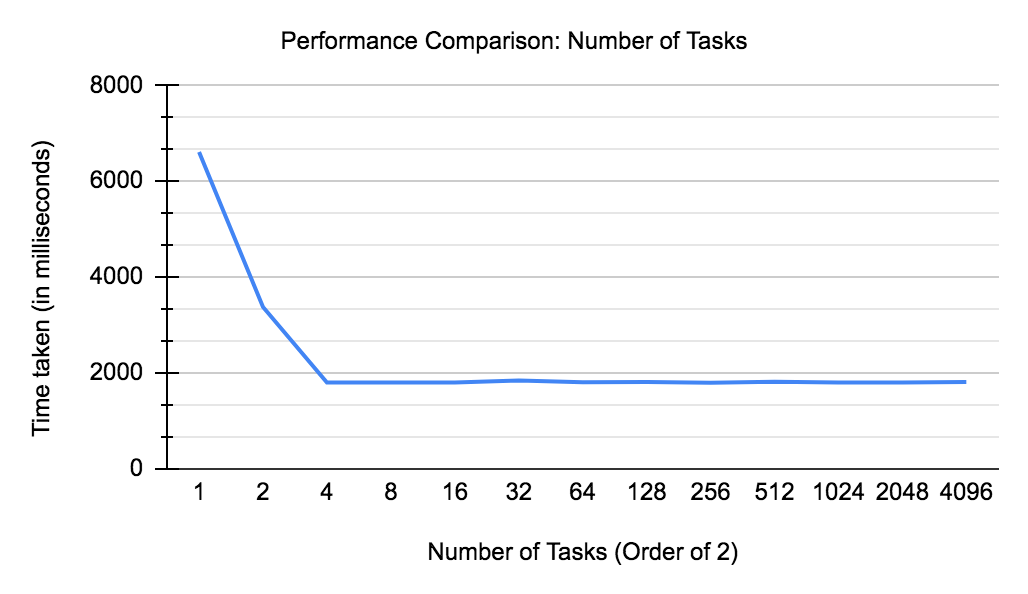 Performance Comparison: Number of Tasks
Time taken (in milliseconds)
8000
6000
4000
2000
0
1 2 4 8 16 32 64 128 256 512 1024 2048 4096
Number of Tasks (Order of 2)